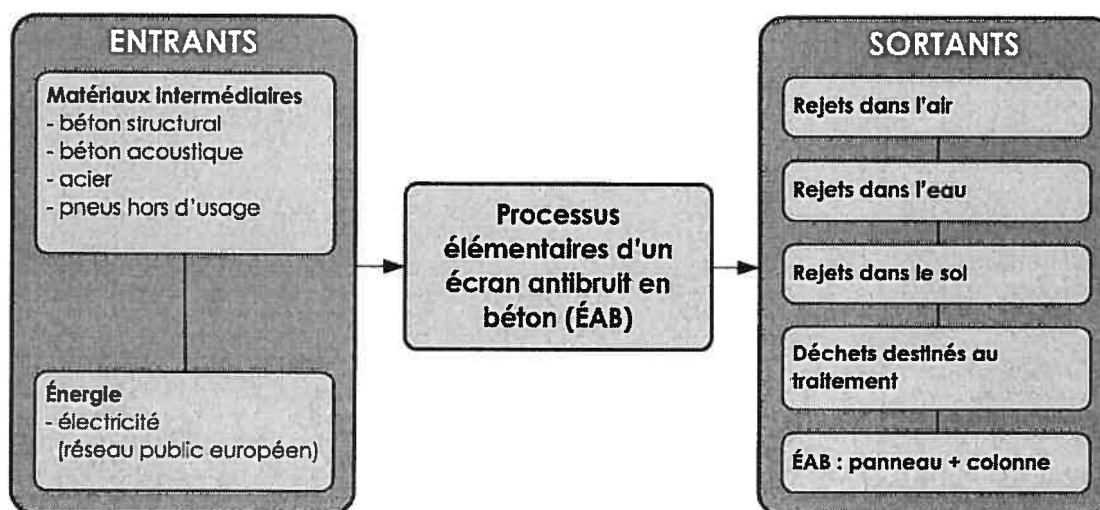 ENTRANTS
Matériaux intermédiaires
- béton structural
- béton acoustique
- acier
- pneus hors d'usage
Énergie
- électricité
(réseau public européen)
Processus
élémentaires d'un
écran antibruit en
béton (ÉAB)
SORTANTS
Rejets dans l'air
Rejets dans l'eau
Rejets dans le sol
Déchets destinés au
traitement
ÉAB : panneau + colonne